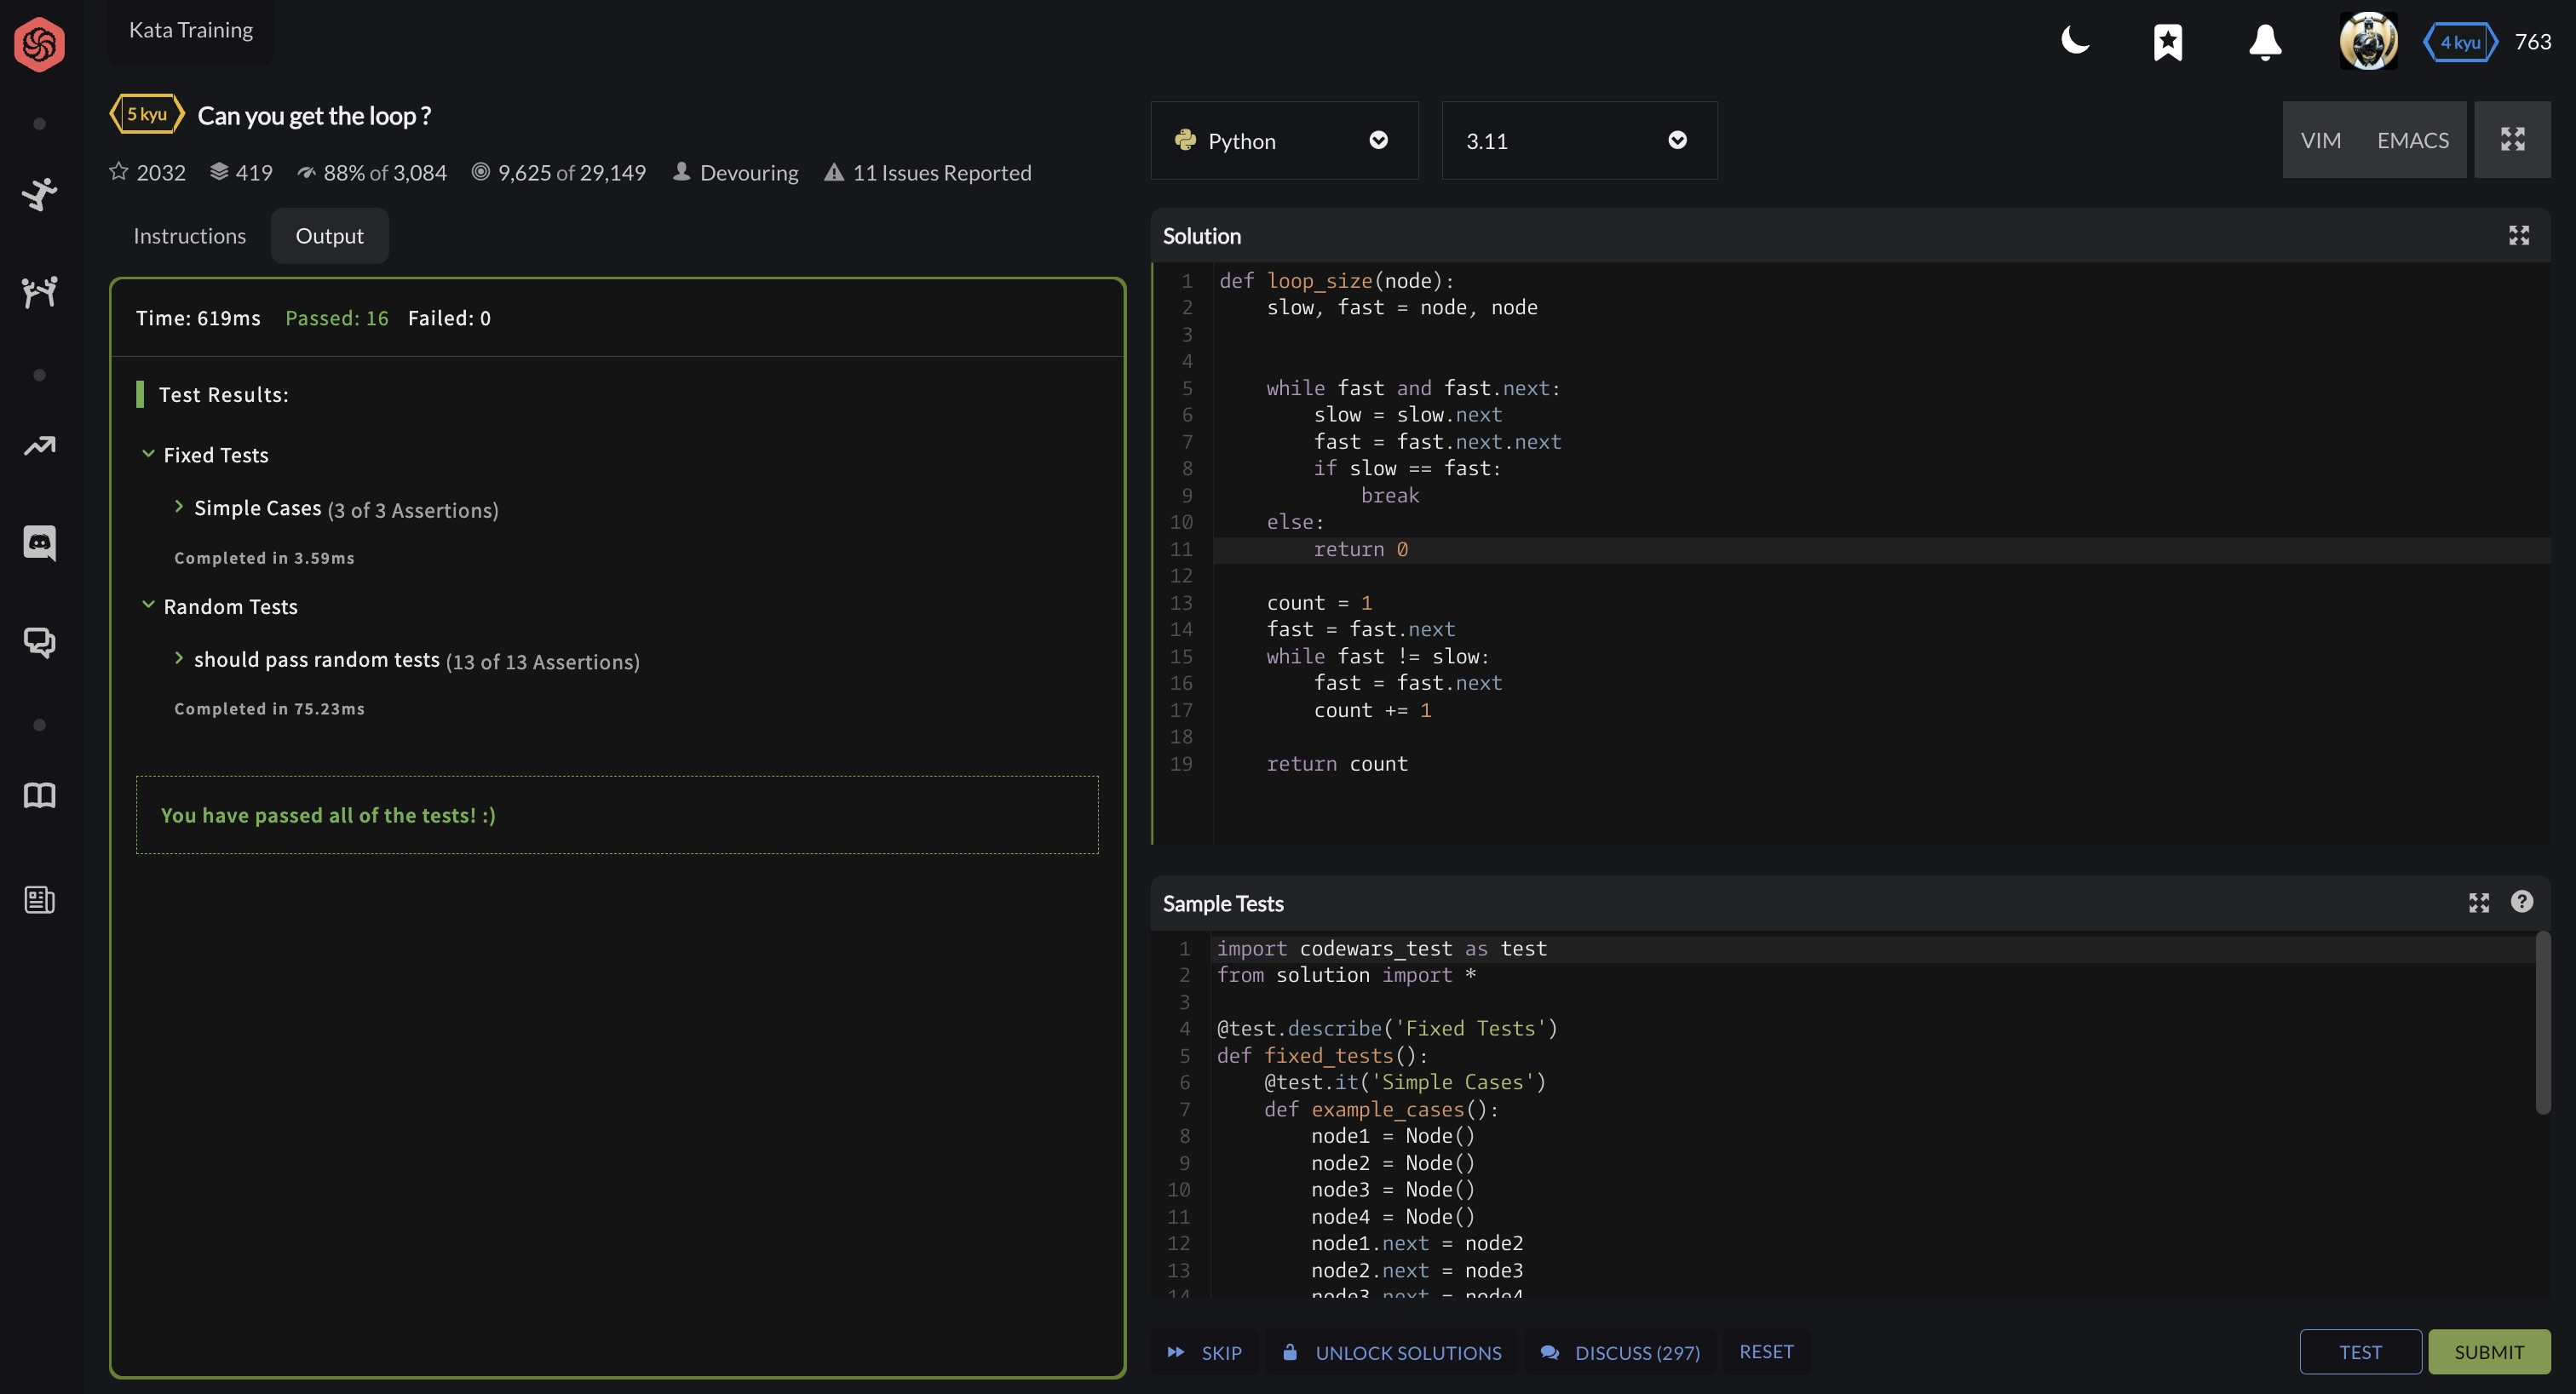 Kata Training
4 kyu 763
5 kyu Can you get the loop ?
2032 419 88% of 3,084 9,625 of 29,149 Devouring 11 Issues Reported
Instructions Output
Time: 619ms Passed: 16 Failed: 0
Test Results:
Fixed Tests
Simple Cases (3 of 3 Assertions)
Completed in 3.59ms
Random Tests
should pass random tests (13 of 13 Assertions)
Completed in 75.23ms
You have passed all of the tests! :)
Python 3.11 VIM EMACS
Solution
1 def loop_size(node):
2     slow, fast = node, node
3
4
5     while fast and fast.next:
6         slow = slow.next
7         fast = fast.next.next
8         if slow == fast:
9             break
10     else:
11         return 0
12
13     count = 1
14     fast = fast.next
15     while fast != slow:
16         fast = fast.next
17         count += 1
18
19     return count
Sample Tests
1 import codewars_test as test
2 from solution import *
3
4 @test.describe('Fixed Tests')
5 def fixed_tests():
6     @test.it('Simple Cases')
7     def example_cases():
8         node1 = Node()
9         node2 = Node()
10         node3 = Node()
11         node4 = Node()
12         node1.next = node2
13         node2.next = node3
14         node3.next = node4
SKIP UNLOCK SOLUTIONS DISCUSS (297) RESET TEST SUBMIT